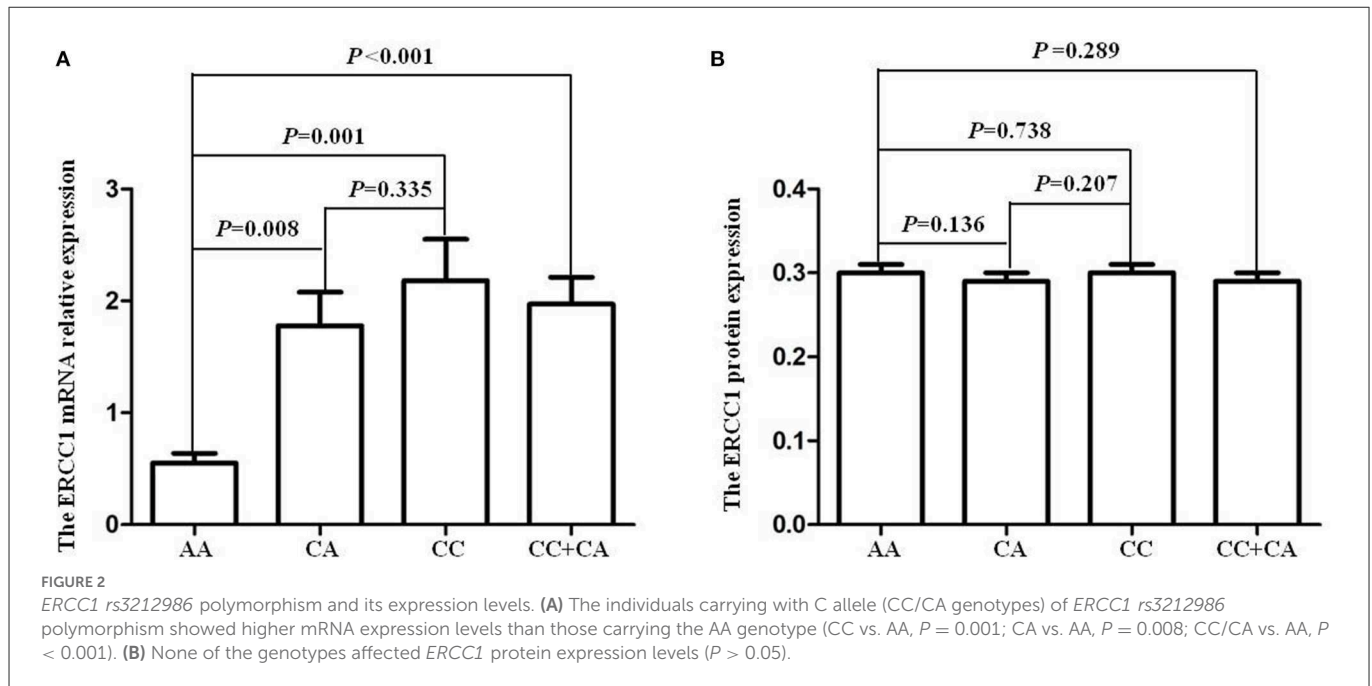 A
P<0.001
P=0.001
P=0.335
P=0.008
The ERCC1 mRNA relative expression
3
2
1
0
AA CA CC CC+CA
B
P=0.289
P=0.738
P=0.207
P=0.136
The ERCC1 protein expression
0.4
0.3
0.2
0.1
0.0
AA CA CC CC+CA
FIGURE 2
ERCC1 rs3212986 polymorphism and its expression levels. (A) The individuals carrying with C allele (CC/CA genotypes) of ERCC1 rs3212986
polymorphism showed higher mRNA expression levels than those carrying the AA genotype (CC vs. AA, P = 0.001; CA vs. AA, P = 0.008; CC/CA vs. AA, P
< 0.001). (B) None of the genotypes affected ERCC1 protein expression levels (P > 0.05).